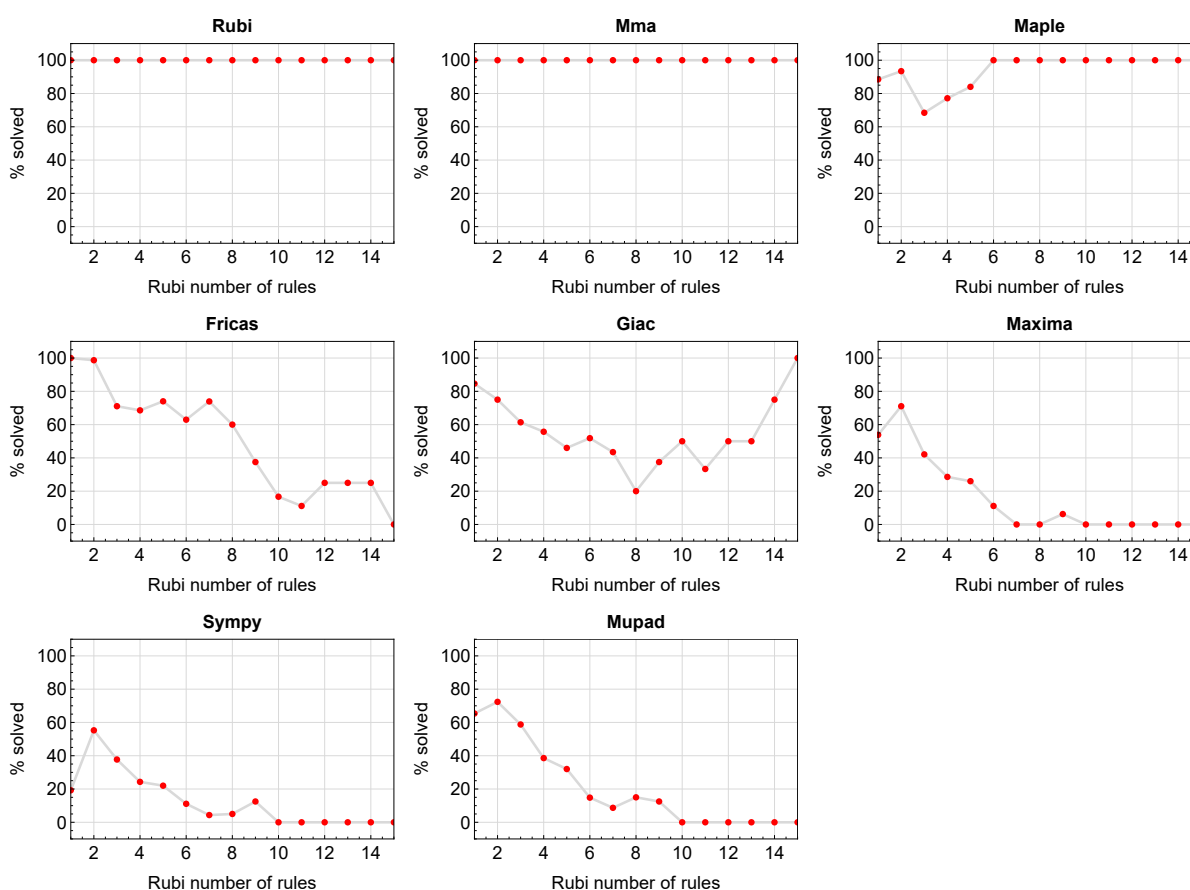 Rubi Mma Maple
% solved % solved % solved
100 100 100
80 80 80
60 60 60
40 40 40
20 20 20
0 0 0
2 4 6 8 10 12 14 2 4 6 8 10 12 14 2 4 6 8 10 12 14
Rubi number of rules Rubi number of rules Rubi number of rules
Fricas Giac Maxima
% solved % solved % solved
100 100 100
80 80 80
60 60 60
40 40 40
20 20 20
0 0 0
2 4 6 8 10 12 14 2 4 6 8 10 12 14 2 4 6 8 10 12 14
Rubi number of rules Rubi number of rules Rubi number of rules
Sympy Mupad
% solved % solved
100 100
80 80
60 60
40 40
20 20
0 0
2 4 6 8 10 12 14 2 4 6 8 10 12 14
Rubi number of rules Rubi number of rules